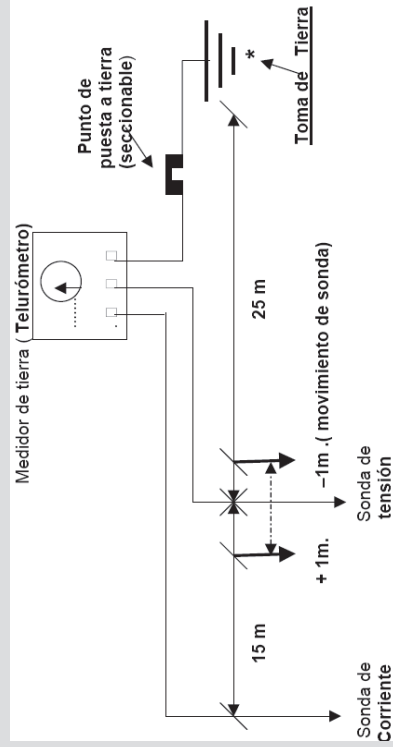 Medidor de tierra ( Telurómetro)
Punto de
puesta a tierra
(seccionable)
*
Toma de Tierra
25 m
15 m
–1m .( movimiento de sonda)
+ 1m.
Sonda de
tensión
Sonda de
Corriente